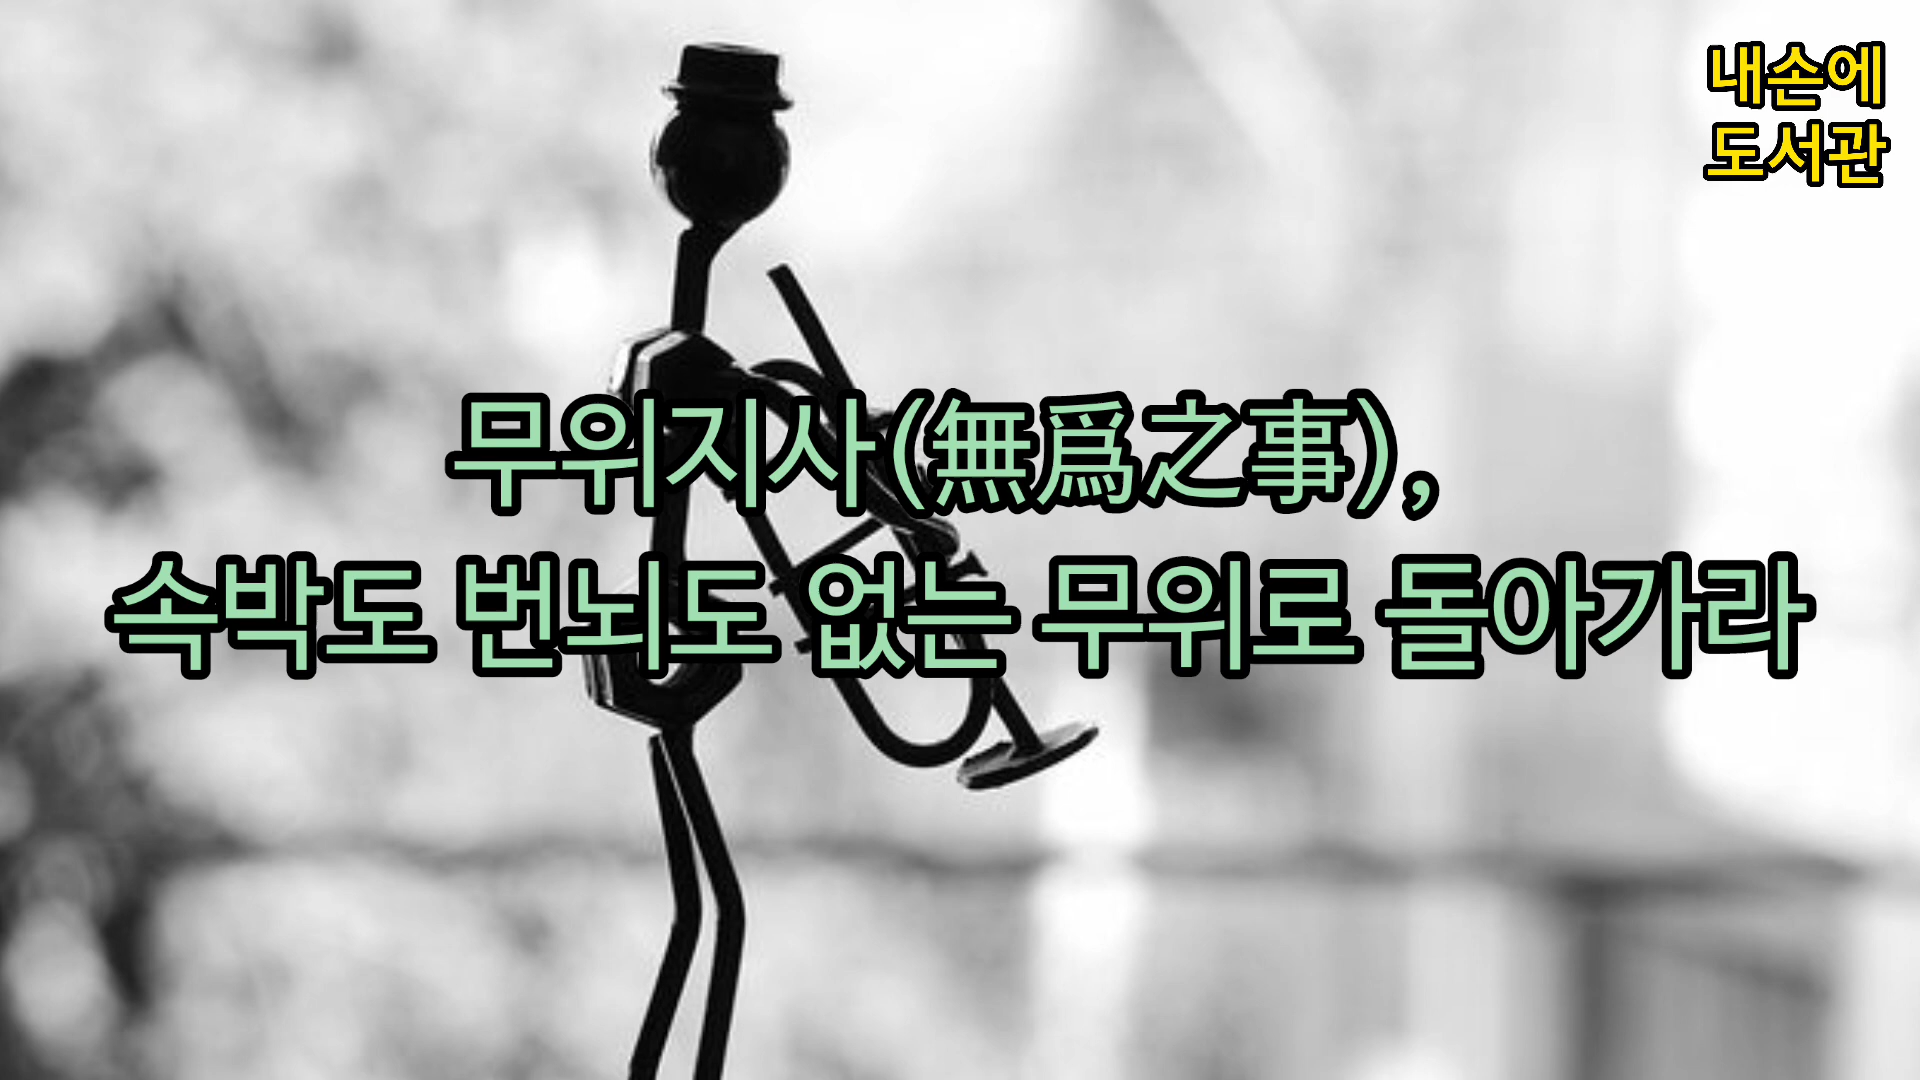 내손에
도서관
무위지사(無爲之事),
속박도 번뇌도 없는 무위로 돌아가라